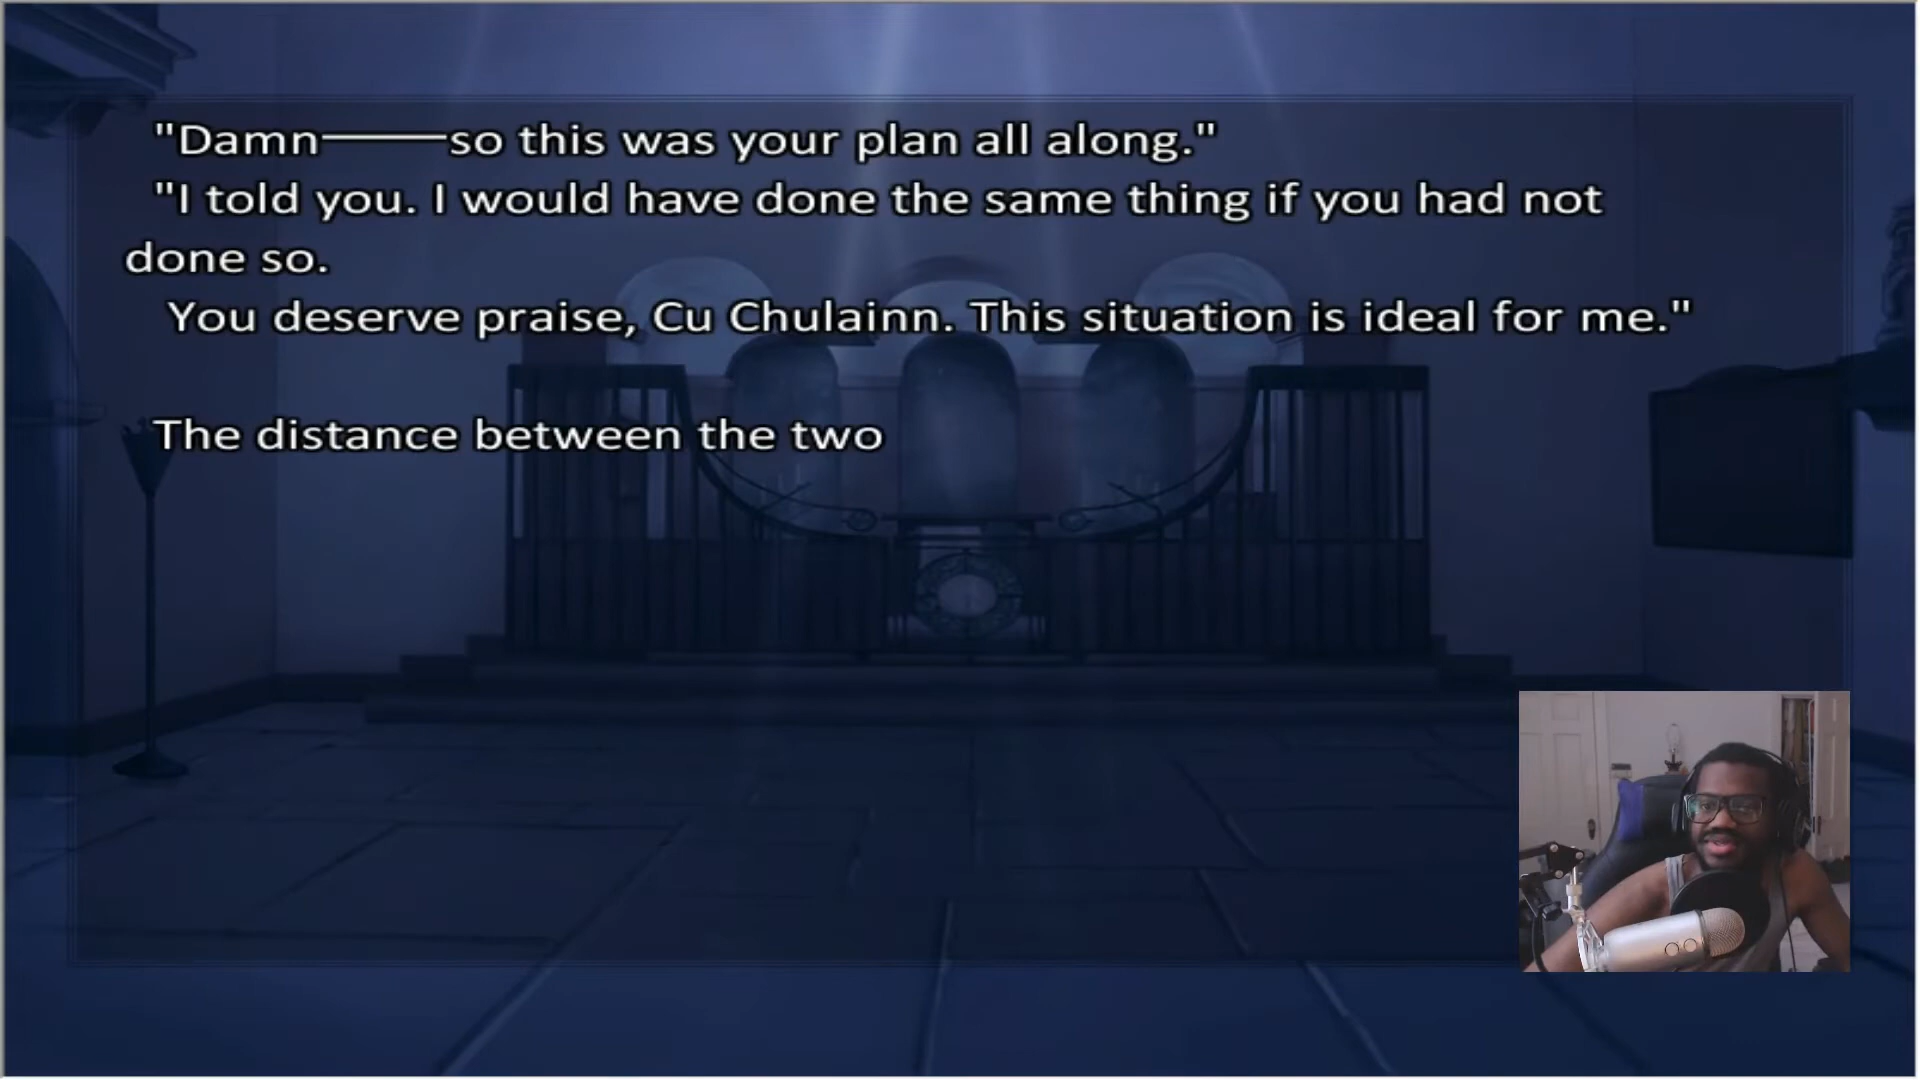 "Damn———so this was your plan all along."
"I told you. I would have done the same thing if you had not
done so.
You deserve praise, Cu Chulainn. This situation is ideal for me."
The distance between the two